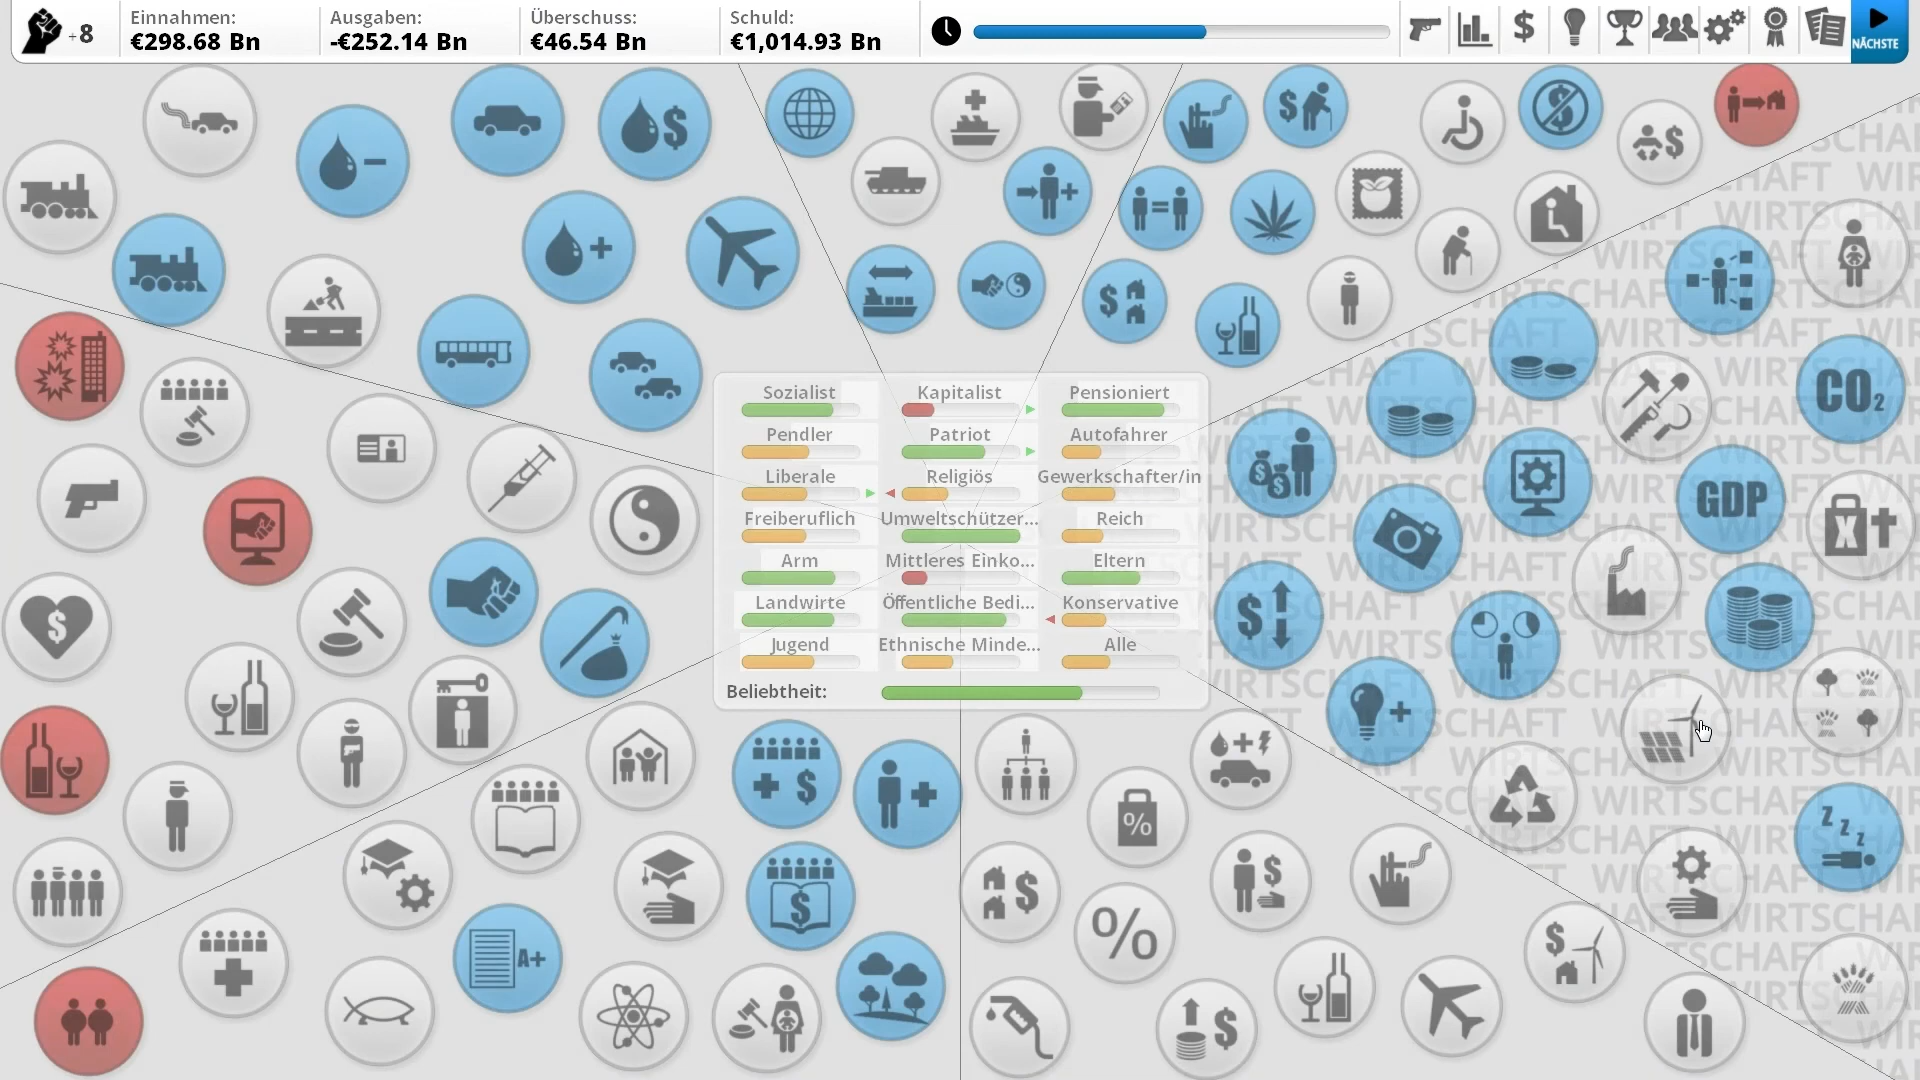 +8
Einnahmen:
€298.68 Bn
Ausgaben:
-€252.14 Bn
Überschuss:
€46.54 Bn
Schuld:
€1,014.93 Bn
NÄCHSTE
Sozialist
Kapitalist
Pensioniert
Pendler
Patriot
Autofahrer
Liberale
Religiös
Gewerkschafter/in
Freiberuflich
Umweltschützer...
Reich
Arm
Mittleres Einko...
Eltern
Landwirte
Öffentliche Bedi...
Konservative
Jugend
Ethnische Minde...
Alle
Beliebtheit:
WIRTSCHAFT
CO2
GDP
A+
Z Z Z